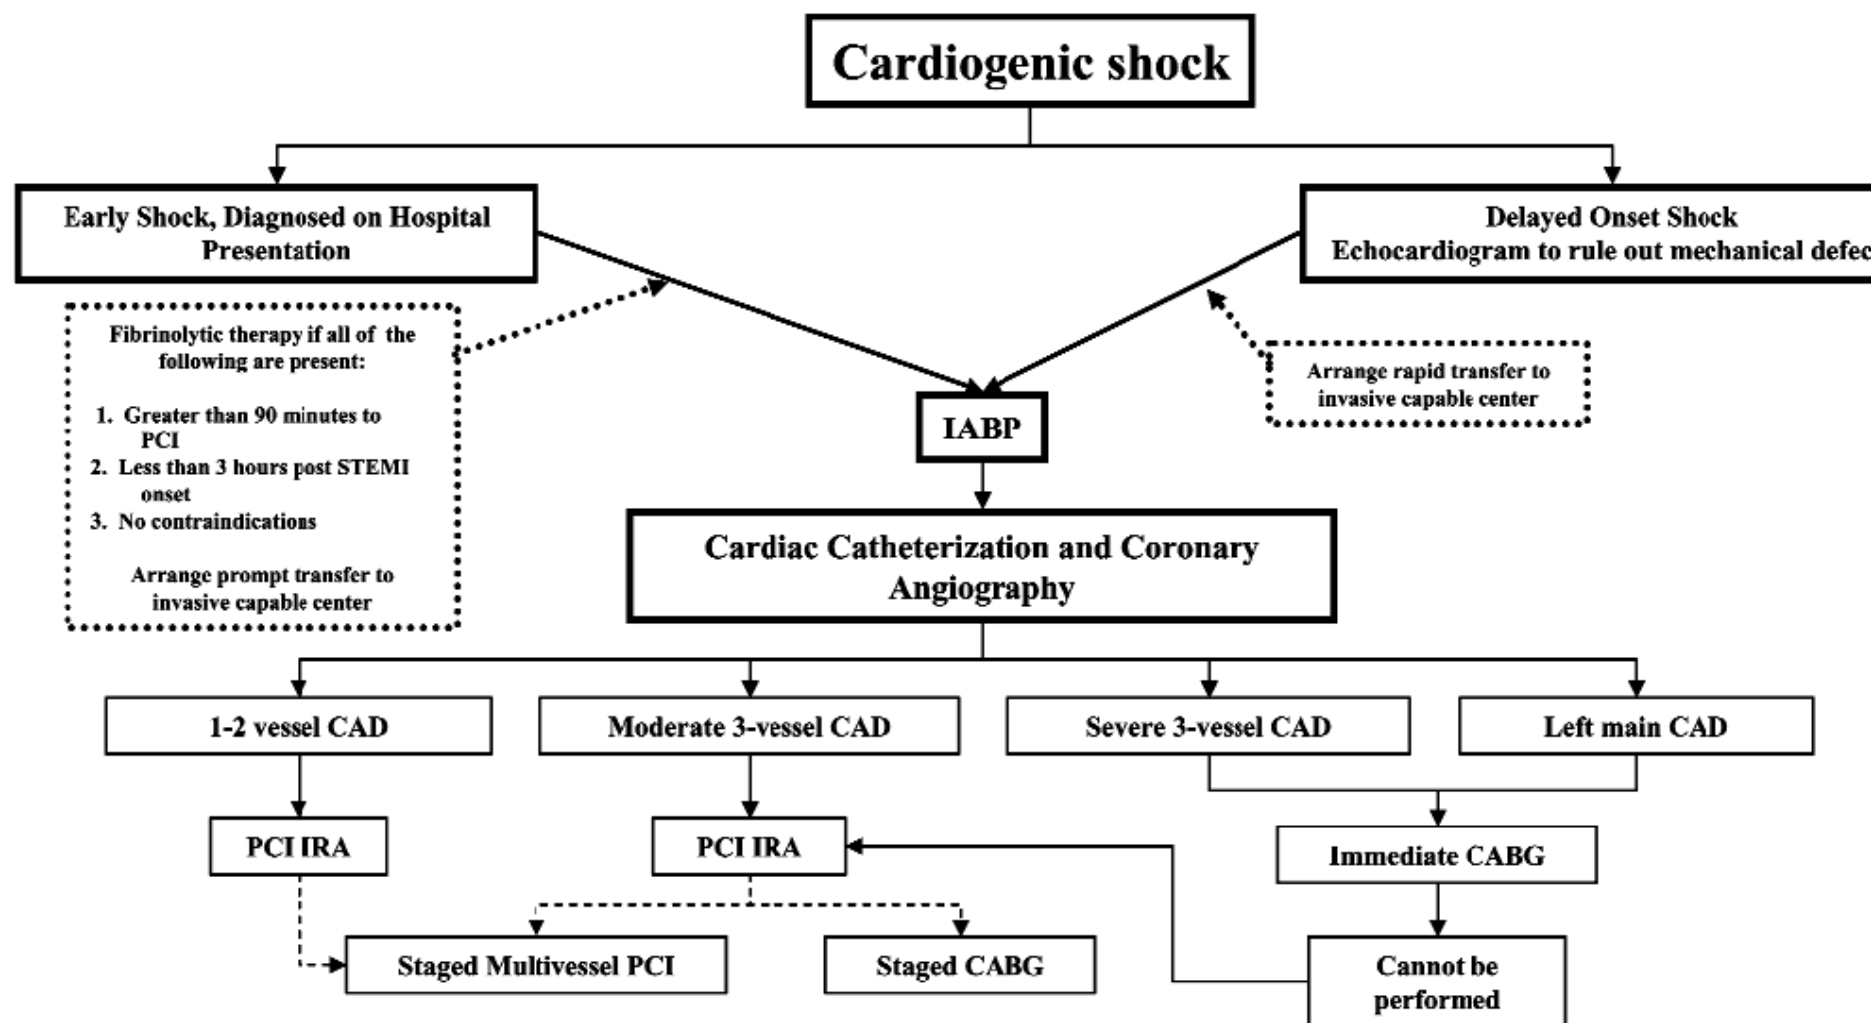 Cardiogenic shock
Early Shock, Diagnosed on Hospital
Presentation
Delayed Onset Shock
Echocardiogram to rule out mechanical defec
Fibrinolytic therapy if all of the
following are present:
1. Greater than 90 minutes to
PCI
2. Less than 3 hours post STEMI
onset
3. No contraindications
Arrange prompt transfer to
invasive capable center
Arrange rapid transfer to
invasive capable center
IABP
Cardiac Catheterization and Coronary
Angiography
1-2 vessel CAD
Moderate 3-vessel CAD
Severe 3-vessel CAD
Left main CAD
PCI IRA
PCI IRA
Immediate CABG
Staged Multivessel PCI
Staged CABG
Cannot be
performed